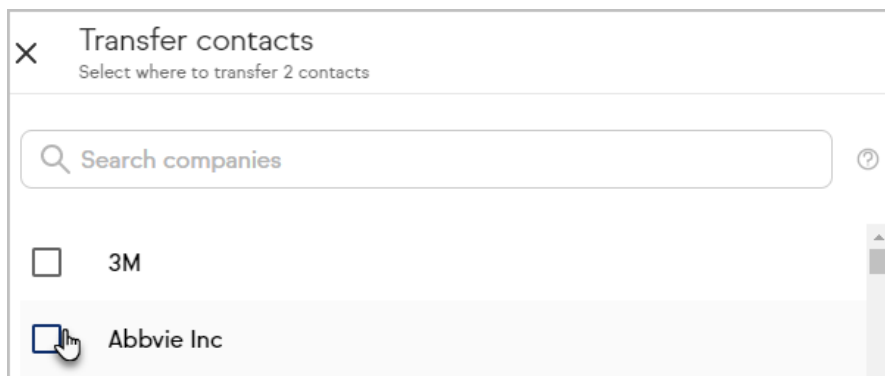 Transfer contacts
Select where to transfer 2 contacts
Search companies
3M
Abbvie Inc